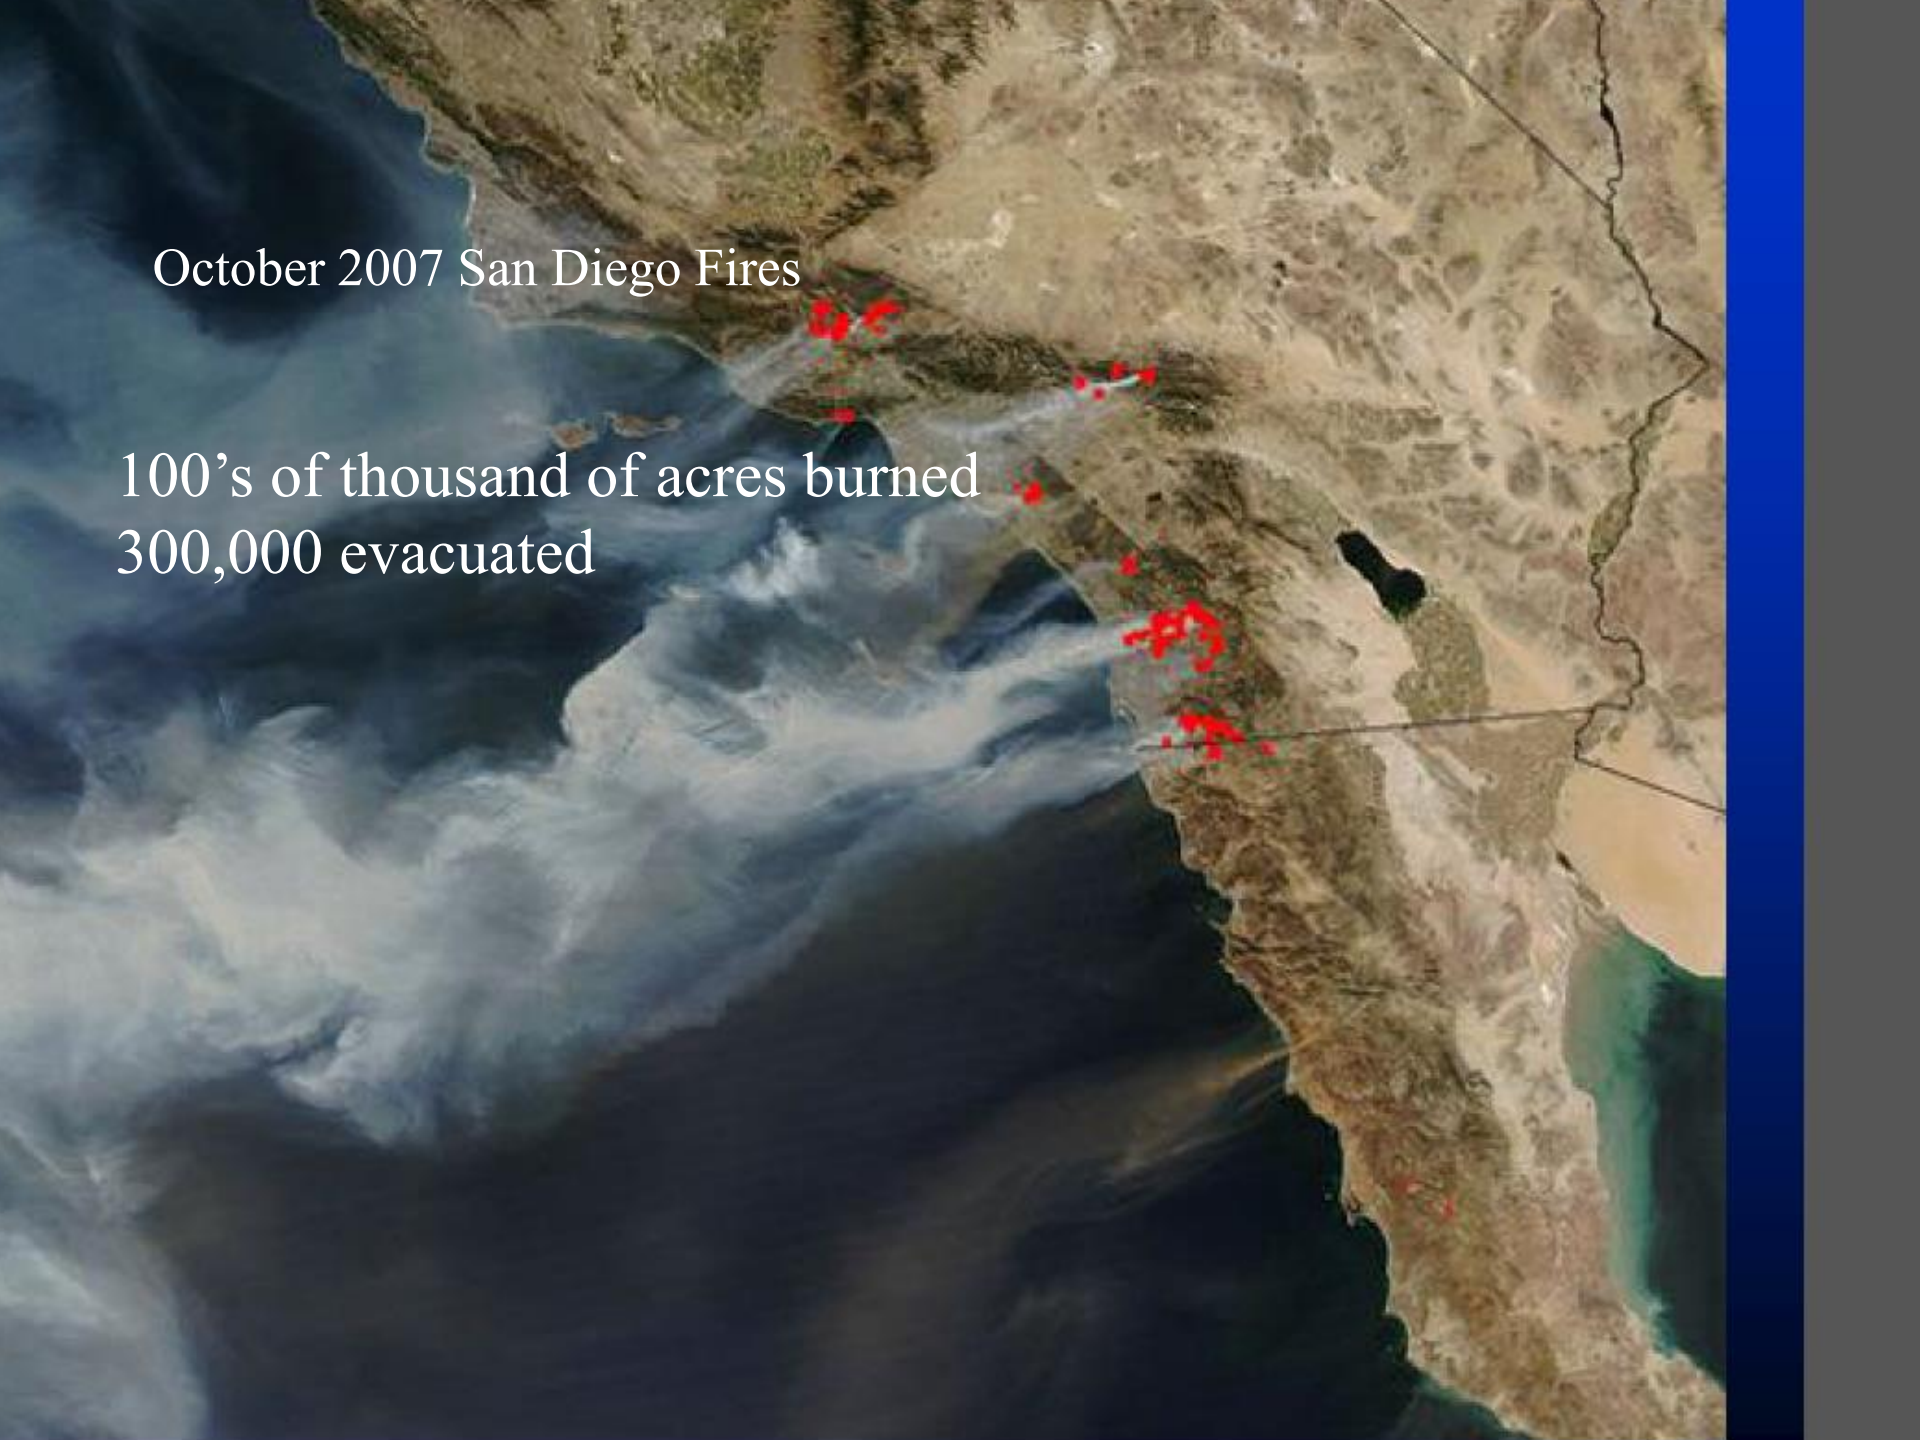 October 2007 San Diego Fires
100’s of thousand of acres burned
300,000 evacuated